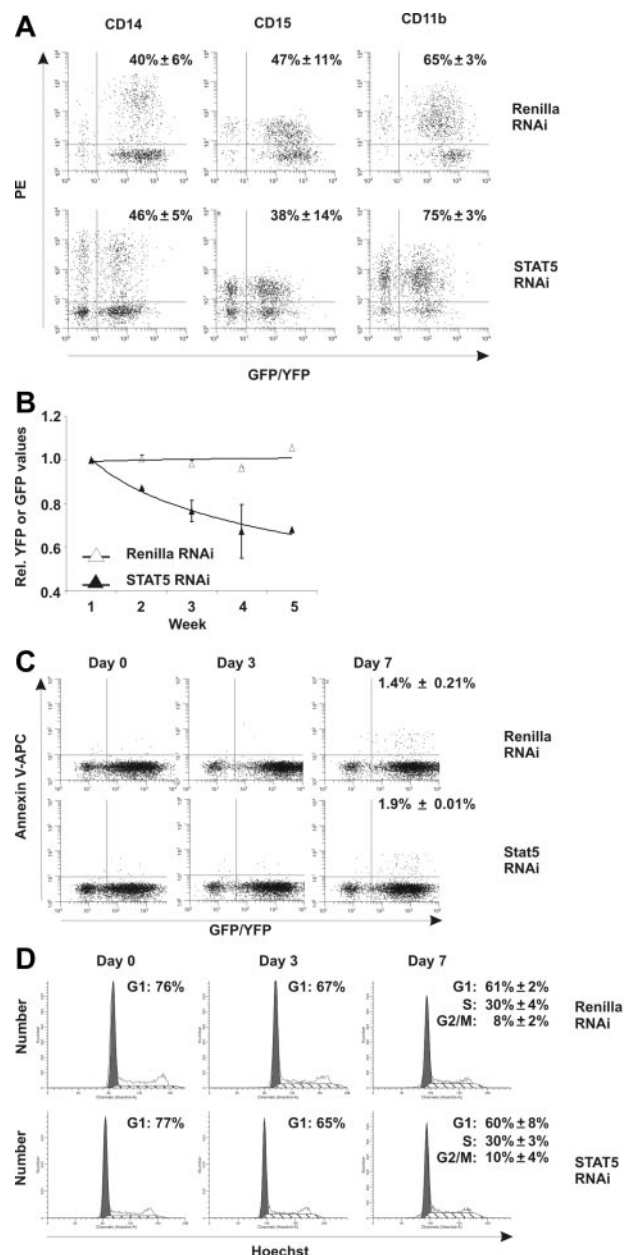 A
CD14 CD15 CD11b
40% ± 6% 47% ± 11% 65% ± 3%
Renilla RNAi
PE
46% ± 5% 38% ± 14% 75% ± 3%
STAT5 RNAi
GFP/YFP
B
Rel. YFP or GFP values
1.2
1.0
0.8
0.6
0.4
Renilla RNAi
STAT5 RNAi
1 2 3 4 5
Week
C
Day 0 Day 3 Day 7
1.4% ± 0.21%
Renilla RNAi
Annexin V-APC
1.9% ± 0.01%
Stat5 RNAi
GFP/YFP
D
Day 0 Day 3 Day 7
Number
G1: 76% G1: 67% G1: 61% ± 2%
S: 30% ± 4%
G2/M: 8% ± 2%
Renilla RNAi
Number
G1: 77% G1: 65% G1: 60% ± 8%
S: 30% ± 3%
G2/M: 10% ± 4%
STAT5 RNAi
Hoechst